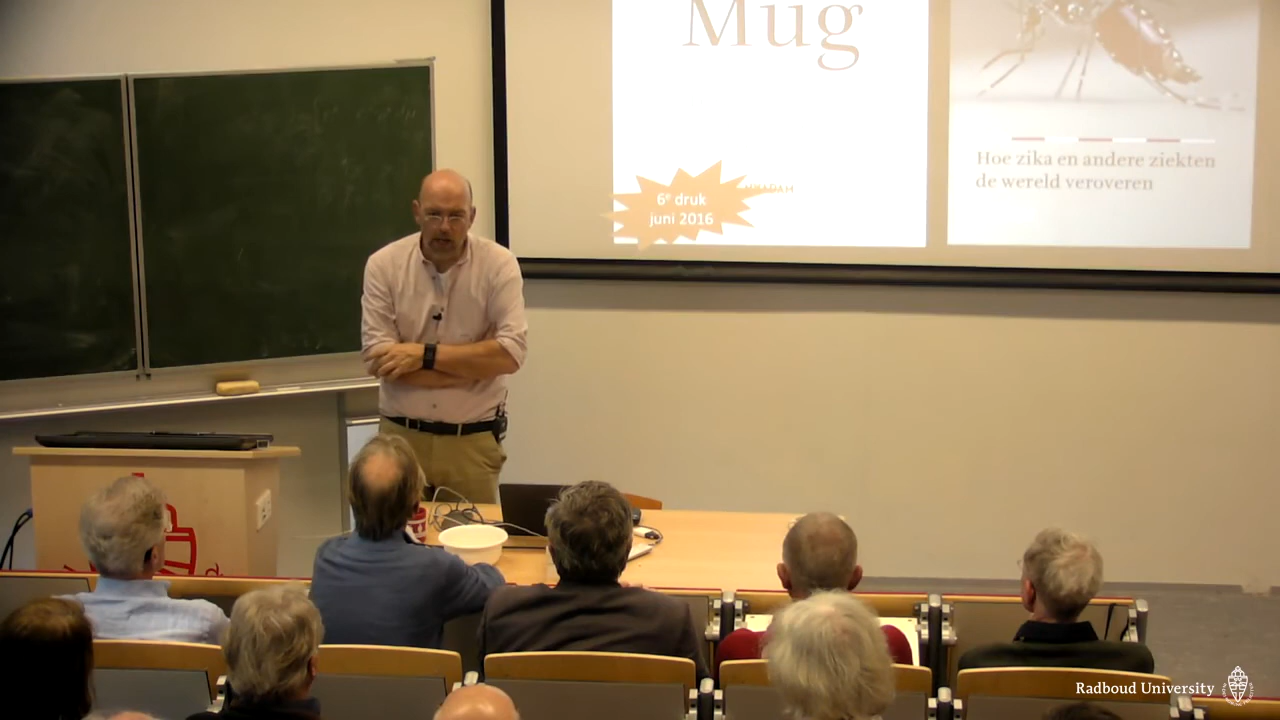 Mug
6e druk
juni 2016
Hoe zika en andere ziekten
de wereld veroveren
Radboud University